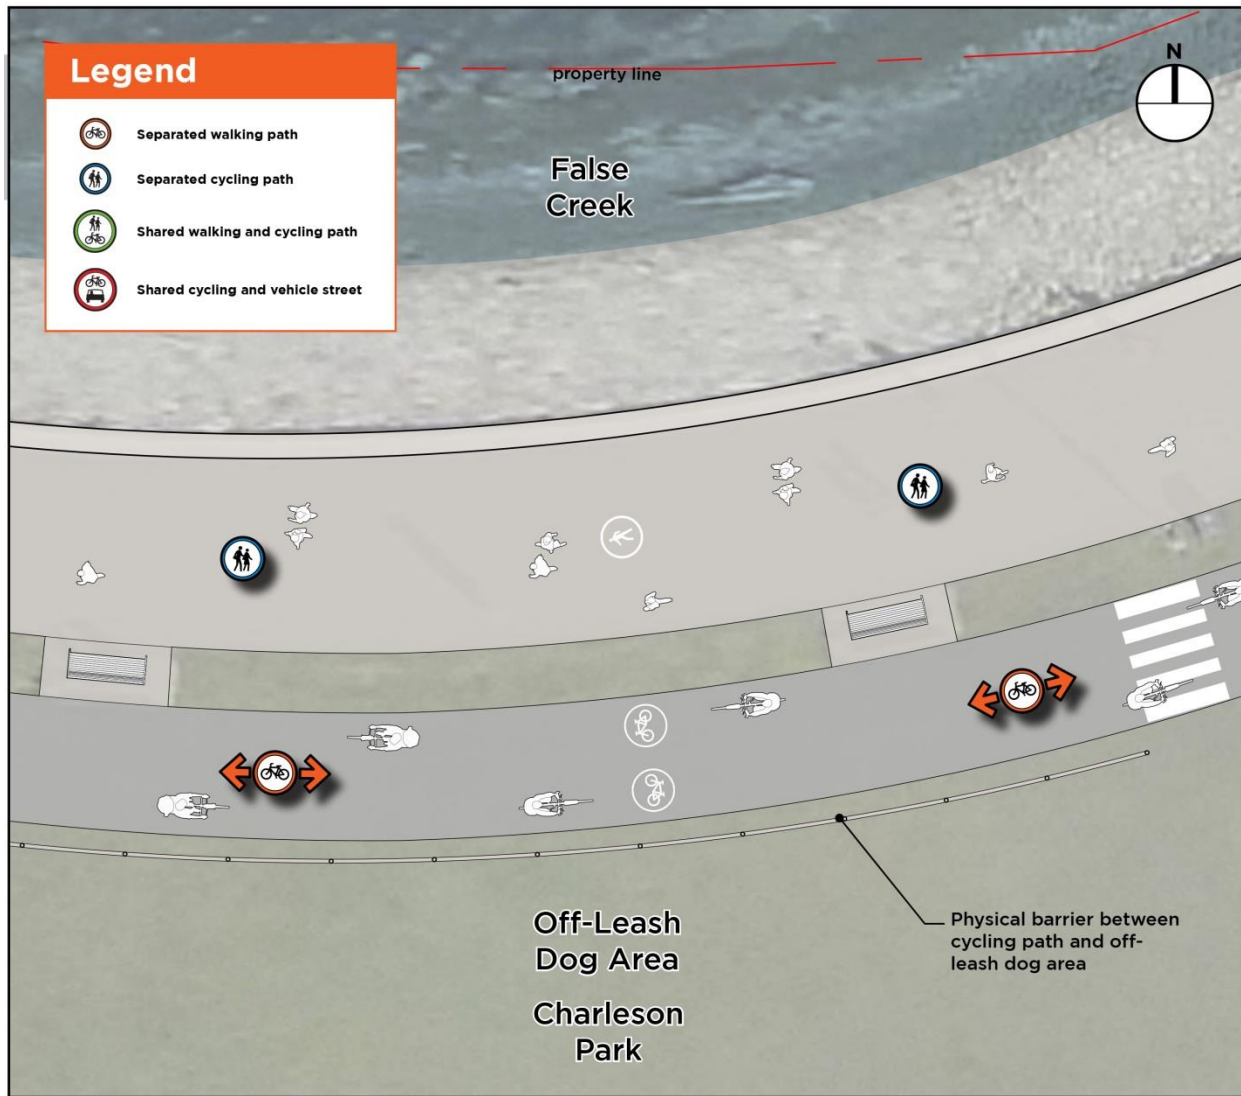 Legend
Separated walking path
Separated cycling path
Shared walking and cycling path
Shared cycling and vehicle street
property line
N
False
Creek
Physical barrier between
cycling path and off-
leash dog area
Off-Leash
Dog Area
Charleson
Park